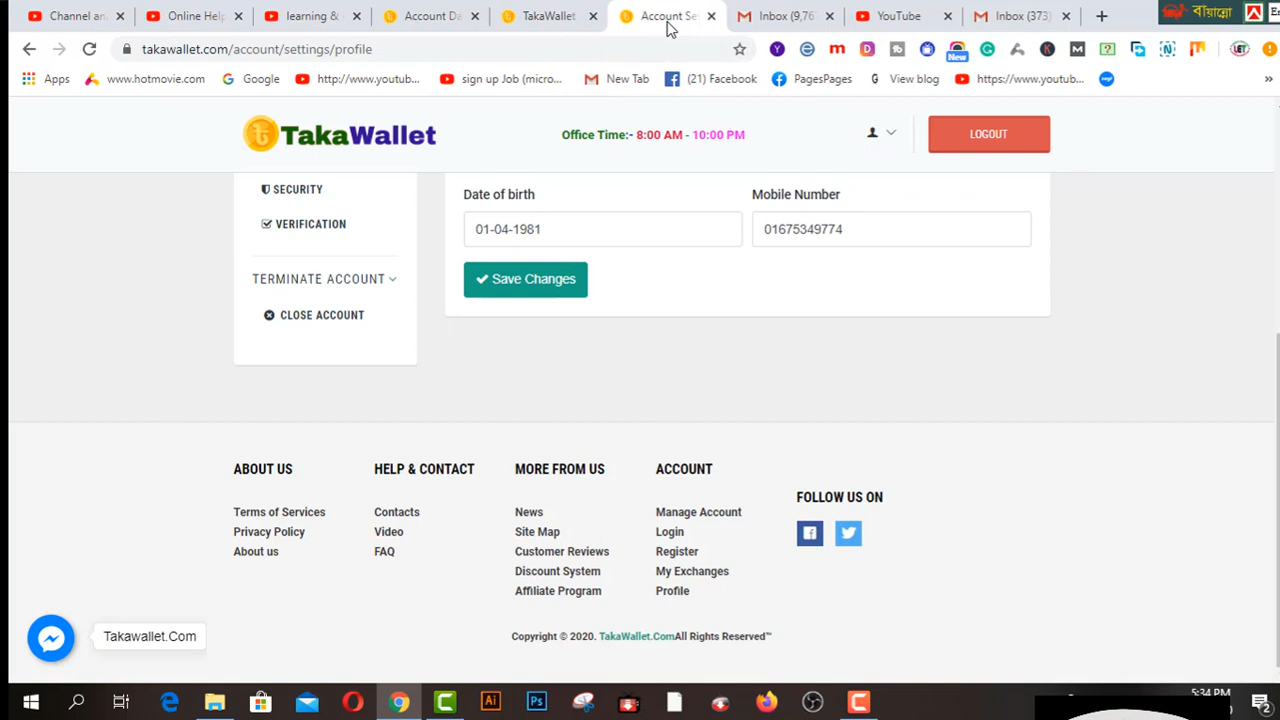 Channel an
Online Help
learning &
Account Da
TakaWallet
Account Se
Inbox (9,76
YouTube
Inbox (373)
বায়ান্নো
takawallet.com/account/settings/profile
New
Apps
www.hotmovie.com
Google
http://www.youtub...
sign up Job (micro...
New Tab
(21) Facebook
PagesPages
View blog
https://www.youtub...
»
TakaWallet
Office Time:- 8:00 AM - 10:00 PM
LOGOUT
SECURITY
VERIFICATION
TERMINATE ACCOUNT
CLOSE ACCOUNT
Date of birth
Mobile Number
01-04-1981
01675349774
Save Changes
ABOUT US
Terms of Services
Privacy Policy
About us
HELP & CONTACT
Contacts
Video
FAQ
MORE FROM US
News
Site Map
Customer Reviews
Discount System
Affiliate Program
ACCOUNT
Manage Account
Login
Register
My Exchanges
Profile
FOLLOW US ON
Takawallet.Com
Copyright © 2020. TakaWallet.ComAll Rights Reserved™
5:34 PM